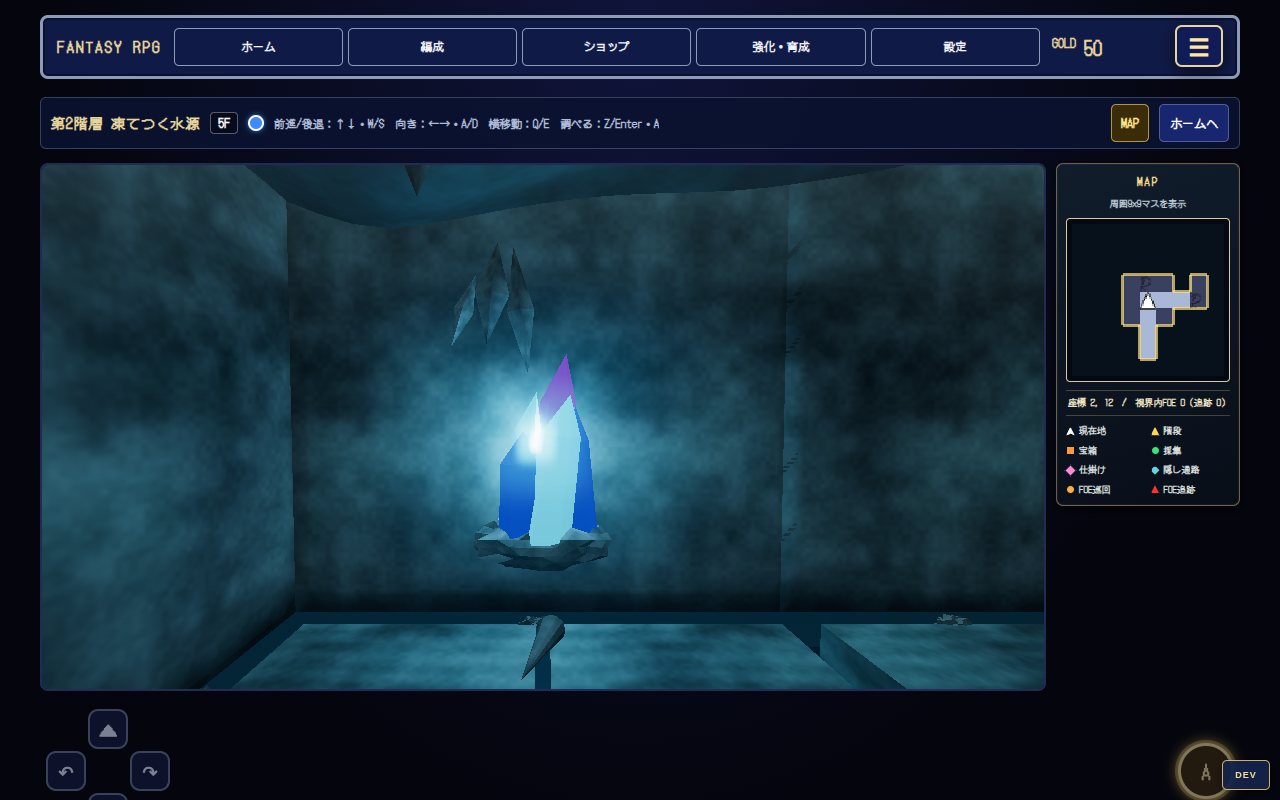 FANTASY RPG
ホーム
編成
ショップ
強化・育成
設定
GOLD 50
第2階層 凍てつく水源
5F
前進/後退：↑↓・W/S 向き：←→・A/D 横移動：Q/E 調べる：Z/Enter・A
MAP
ホームへ
MAP
周囲9x9マスを表示
座標 2, 12 / 視界内FOE 0 (追跡 0)
現在地
階段
宝箱
採集
仕掛け
隠し通路
FOE巡回
FOE追跡
A
DEV